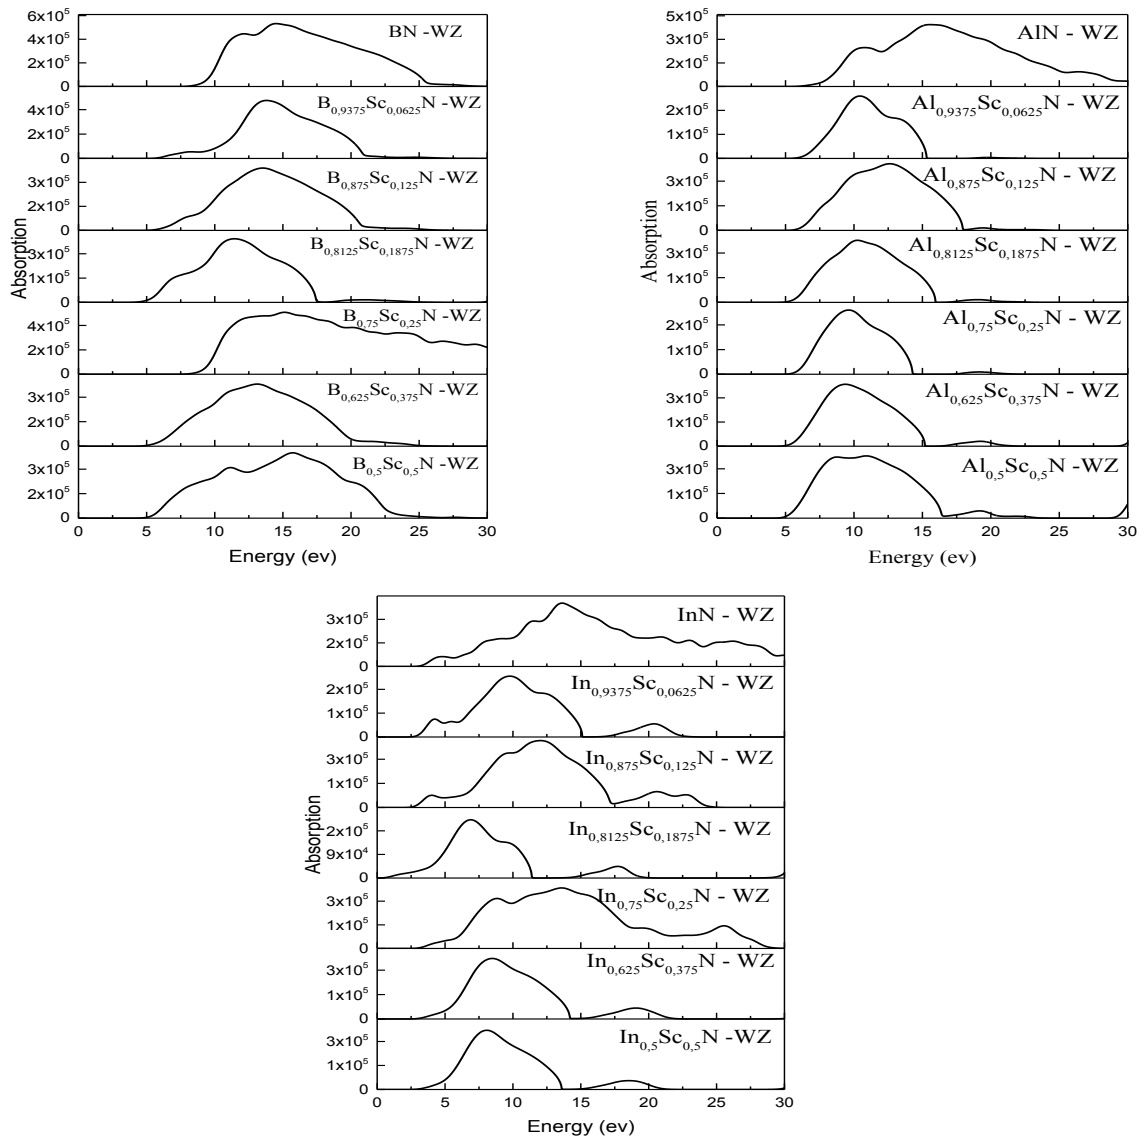 6x10⁵
4x10⁵
2x10⁵
0
BN -WZ
4x10⁵
2x10⁵
0
B₀,₉₃₇₅Sc₀,₀₆₂₅N -WZ
3x10⁵
2x10⁵
0
B₀,₈₇₅Sc₀,₁₂₅N -WZ
3x10⁵
1x10⁵
0
B₀,₈₁₂₅Sc₀,₁₈₇₅N -WZ
4x10⁵
2x10⁵
0
B₀,₇₅Sc₀,₂₅N -WZ
3x10⁵
2x10⁵
0
B₀,₆₂₅Sc₀,₃₇₅N -WZ
3x10⁵
2x10⁵
0
B₀,₅Sc₀,₅N -WZ
0 5 10 15 20 25 30
Energy (ev)
Absorption
5x10⁵
3x10⁵
2x10⁵
0
AlN - WZ
2x10⁵
1x10⁵
0
Al₀,₉₃₇₅Sc₀,₀₆₂₅N - WZ
3x10⁵
1x10⁵
0
Al₀,₈₇₅Sc₀,₁₂₅N - WZ
3x10⁵
1x10⁵
0
Al₀,₈₁₂₅Sc₀,₁₈₇₅N - WZ
2x10⁵
1x10⁵
0
Al₀,₇₅Sc₀,₂₅N - WZ
3x10⁵
1x10⁵
0
Al₀,₆₂₅Sc₀,₃₇₅N - WZ
3x10⁵
1x10⁵
0
Al₀,₅Sc₀,₅N -WZ
0 5 10 15 20 25 30
Energy (ev)
Absorption
3x10⁵
2x10⁵
0
InN - WZ
2x10⁵
1x10⁵
0
In₀,₉₃₇₅Sc₀,₀₆₂₅N - WZ
3x10⁵
1x10⁵
0
In₀,₈₇₅Sc₀,₁₂₅N - WZ
2x10⁵
9x10⁴
0
In₀,₈₁₂₅Sc₀,₁₈₇₅N - WZ
3x10⁵
1x10⁵
0
In₀,₇₅Sc₀,₂₅N - WZ
3x10⁵
1x10⁵
0
In₀,₆₂₅Sc₀,₃₇₅N - WZ
3x10⁵
1x10⁵
0
In₀,₅Sc₀,₅N -WZ
0 5 10 15 20 25 30
Energy (ev)
Absorption